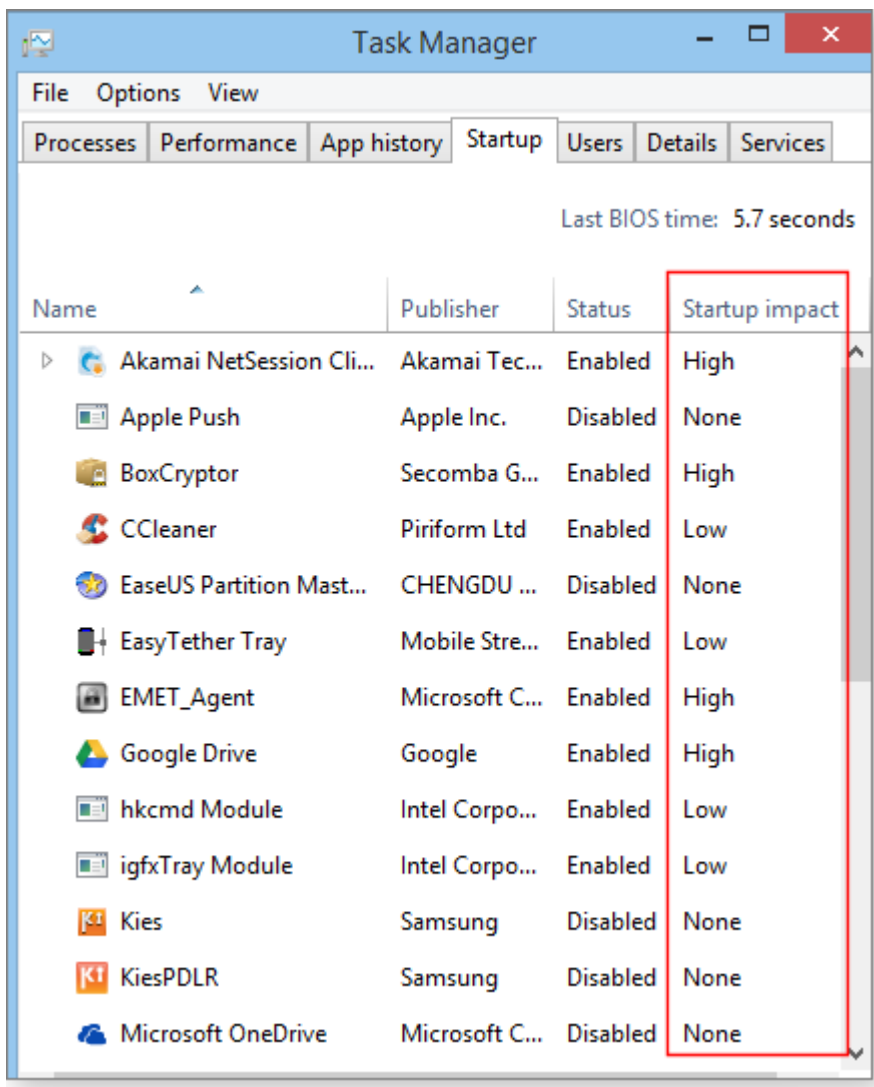 Task Manager
File Options View
Processes Performance App history Startup Users Details Services
Last BIOS time: 5.7 seconds
Name Publisher Status Startup impact
Akamai NetSession Cli... Akamai Tec... Enabled High
Apple Push Apple Inc. Disabled None
BoxCryptor Secomba G... Enabled High
CCleaner Piriform Ltd Enabled Low
EaseUS Partition Mast... CHENGDU ... Disabled None
EasyTether Tray Mobile Stre... Enabled Low
EMET_Agent Microsoft C... Enabled High
Google Drive Google Enabled High
hkcmd Module Intel Corpo... Enabled Low
igfxTray Module Intel Corpo... Enabled Low
Kies Samsung Disabled None
KiesPDLR Samsung Disabled None
Microsoft OneDrive Microsoft C... Disabled None